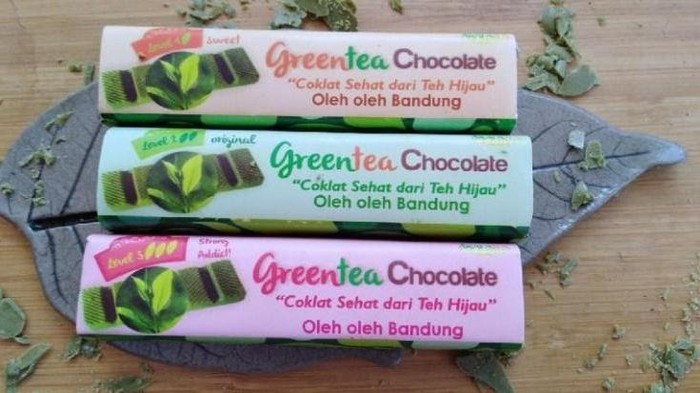 Level 1
sweet
Greentea Chocolate
"Coklat Sehat dari Teh Hijau"
Oleh oleh Bandung
Level 3
original
Greentea Chocolate
"Coklat Sehat dari Teh Hijau"
Oleh oleh Bandung
Level 5
Strong
Addict!
Greentea Chocolate
"Coklat Sehat dari Teh Hijau"
Oleh oleh Bandung